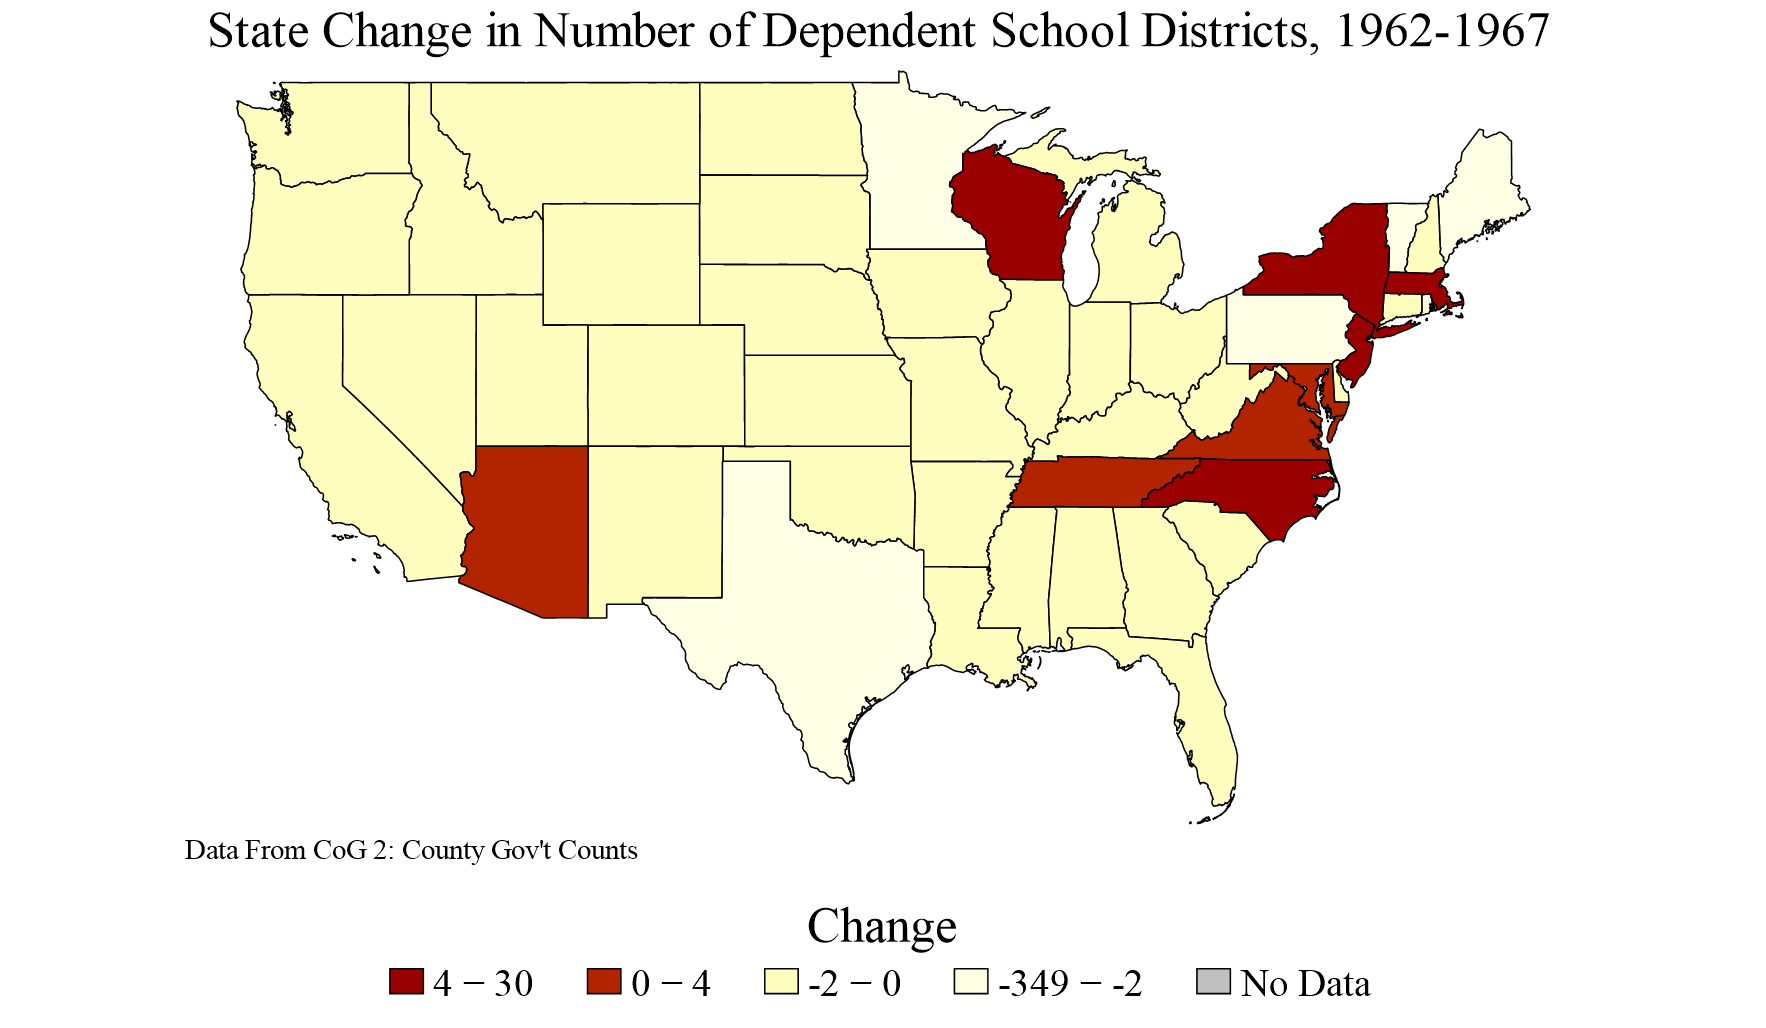 State Change in Number of Dependent School Districts, 1962-1967
Data From CoG 2: County Gov't Counts
Change
4 − 30
0 − 4
-2 − 0
-349 − -2
No Data